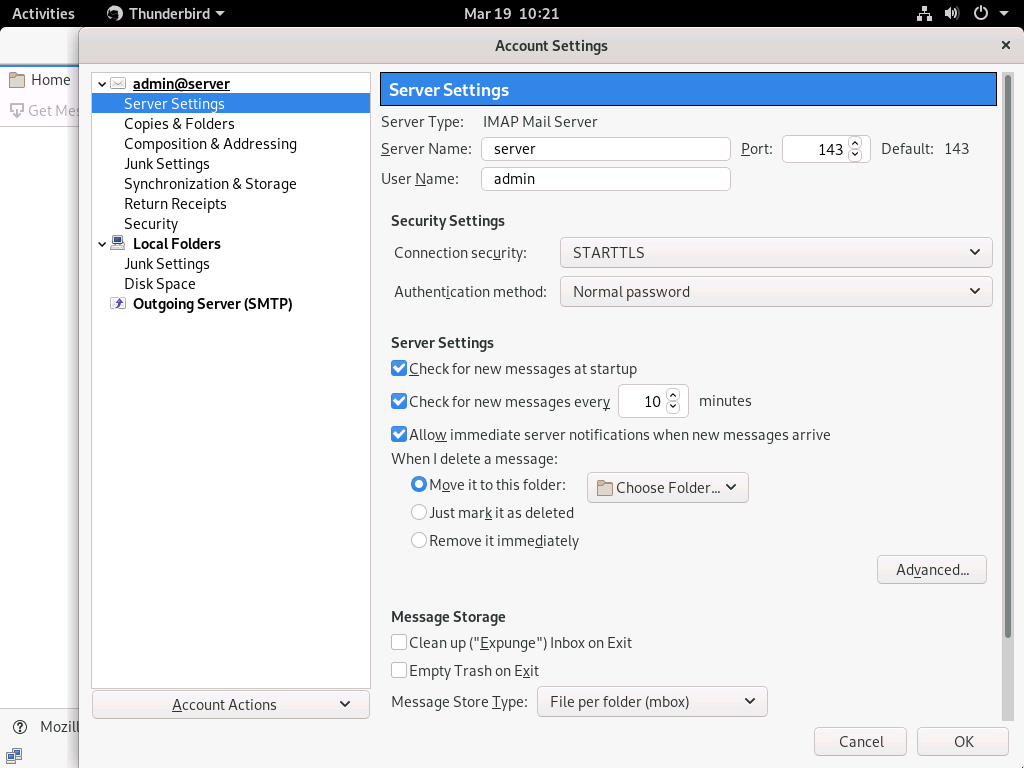 Activities
Thunderbird
Mar 19 10:21
Account Settings
Home
Get Mes
admin@server
Server Settings
Copies & Folders
Composition & Addressing
Junk Settings
Synchronization & Storage
Return Receipts
Security
Local Folders
Junk Settings
Disk Space
Outgoing Server (SMTP)
Account Actions
Server Settings
Server Type: IMAP Mail Server
Server Name: server Port: 143 Default: 143
User Name: admin
Security Settings
Connection security: STARTTLS
Authentication method: Normal password
Server Settings
Check for new messages at startup
Check for new messages every 10 minutes
Allow immediate server notifications when new messages arrive
When I delete a message:
Move it to this folder: Choose Folder...
Just mark it as deleted
Remove it immediately
Advanced...
Message Storage
Clean up ("Expunge") Inbox on Exit
Empty Trash on Exit
Message Store Type: File per folder (mbox)
Mozill
Cancel
OK